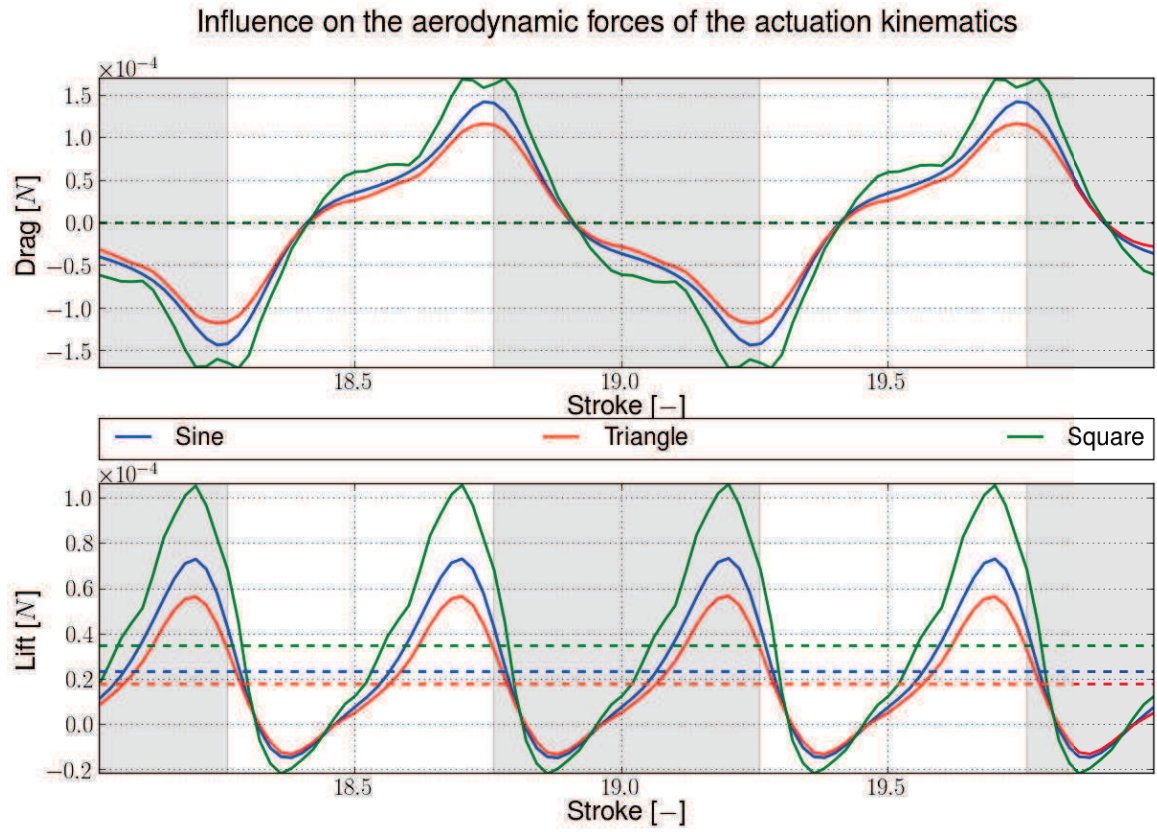 Influence on the aerodynamic forces of the actuation kinematics
×10⁻⁴
1.5
1.0
0.5
0.0
−0.5
−1.0
−1.5
Drag [N]
18.5 19.0 19.5
Stroke [−]
Sine Triangle Square
×10⁻⁴
1.0
0.8
0.6
0.4
0.2
0.0
−0.2
Lift [N]
18.5 19.0 19.5
Stroke [−]